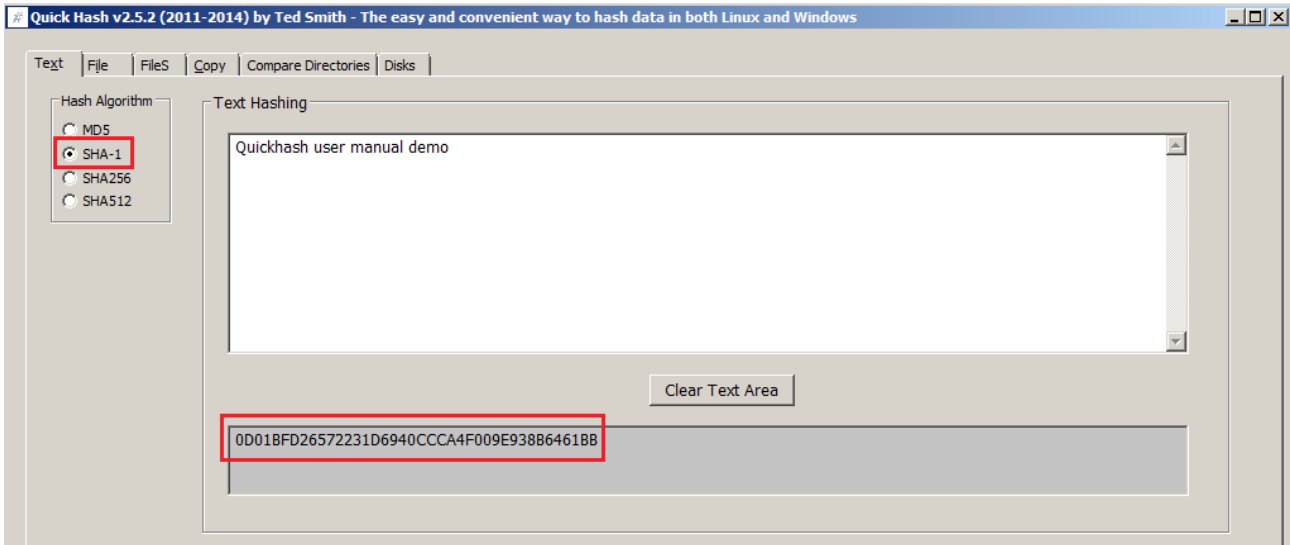 Quick Hash v2.5.2 (2011-2014) by Ted Smith - The easy and convenient way to hash data in both Linux and Windows
Text File FileS Copy Compare Directories Disks
Hash Algorithm
MD5
SHA-1
SHA256
SHA512
Text Hashing
Quickhash user manual demo
Clear Text Area
0D01BFD26572231D6940CCCA4F009E938B6461BB